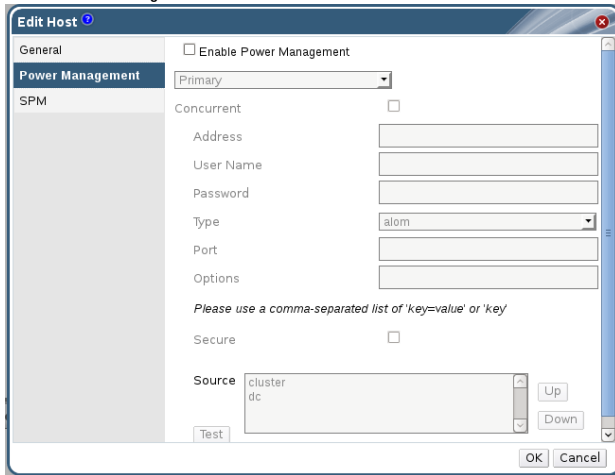 Edit Host
General
Power Management
SPM
Enable Power Management
Primary
Concurrent
Address
User Name
Password
Type alom
Port
Options
Please use a comma-separated list of 'key=value' or 'key'
Secure
Source cluster
dc
Up
Down
Test
OK Cancel